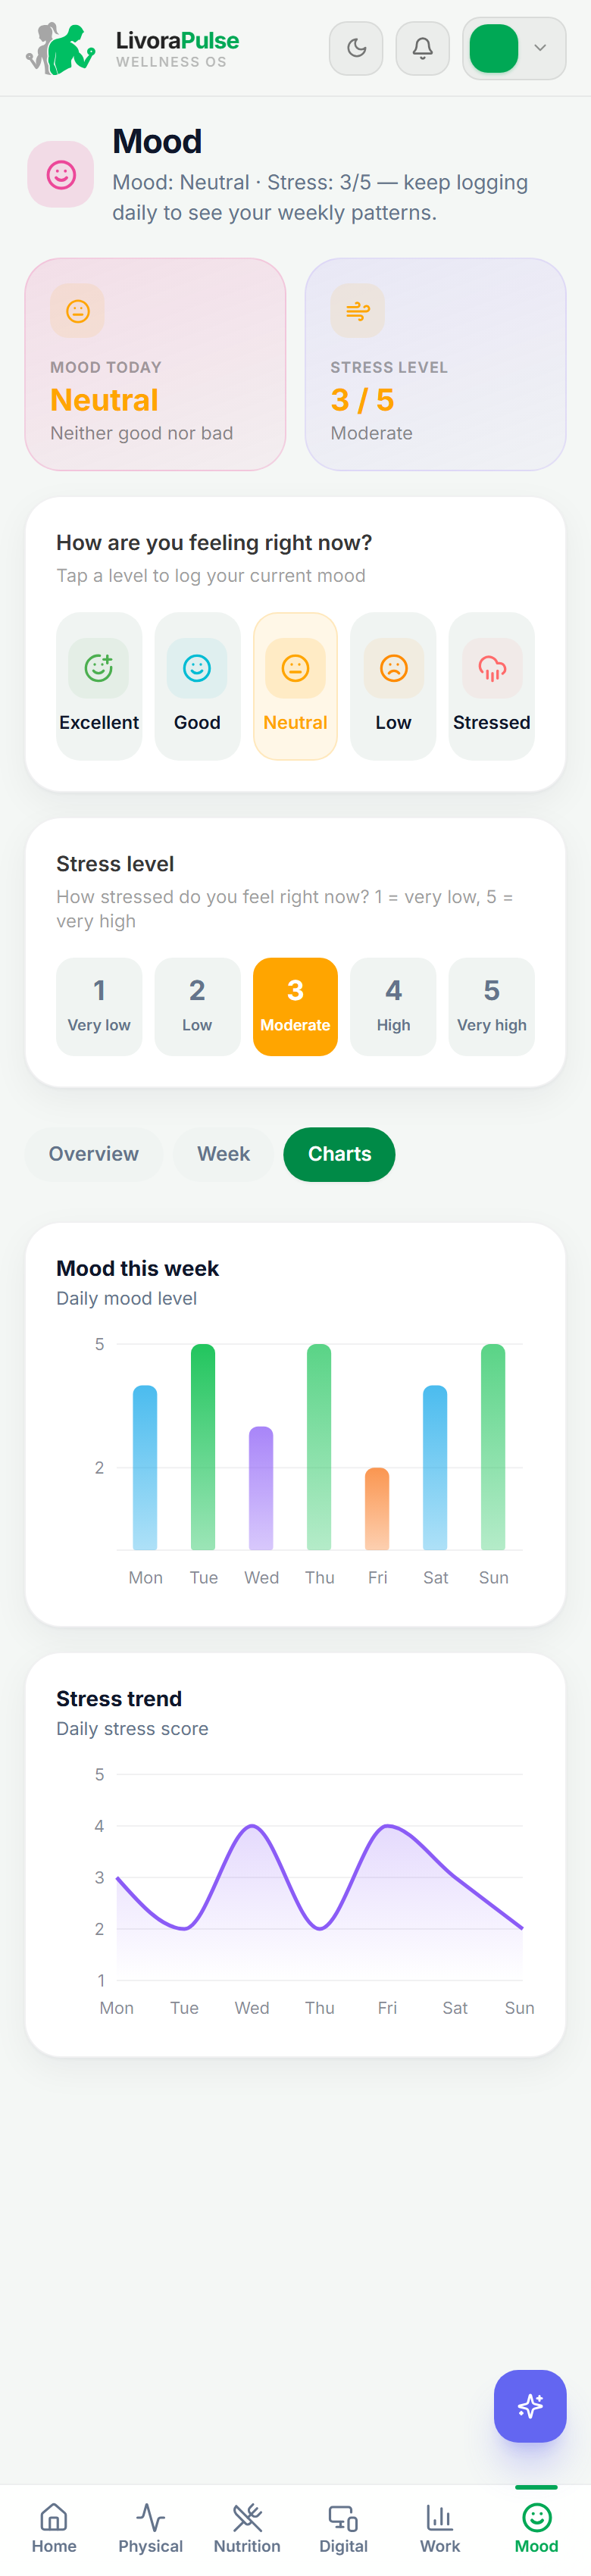 LivoraPulse
WELLNESS OS
Mood
Mood: Neutral · Stress: 3/5 — keep logging
daily to see your weekly patterns.
MOOD TODAY
Neutral
Neither good nor bad
STRESS LEVEL
3 / 5
Moderate
How are you feeling right now?
Tap a level to log your current mood
Excellent
Good
Neutral
Low
Stressed
Stress level
How stressed do you feel right now? 1 = very low, 5 =
very high
1
Very low
2
Low
3
Moderate
4
High
5
Very high
Overview
Week
Charts
Mood this week
Daily mood level
5
2
Mon Tue Wed Thu Fri Sat Sun
Stress trend
Daily stress score
5
4
3
2
1
Mon Tue Wed Thu Fri Sat Sun
Home
Physical
Nutrition
Digital
Work
Mood